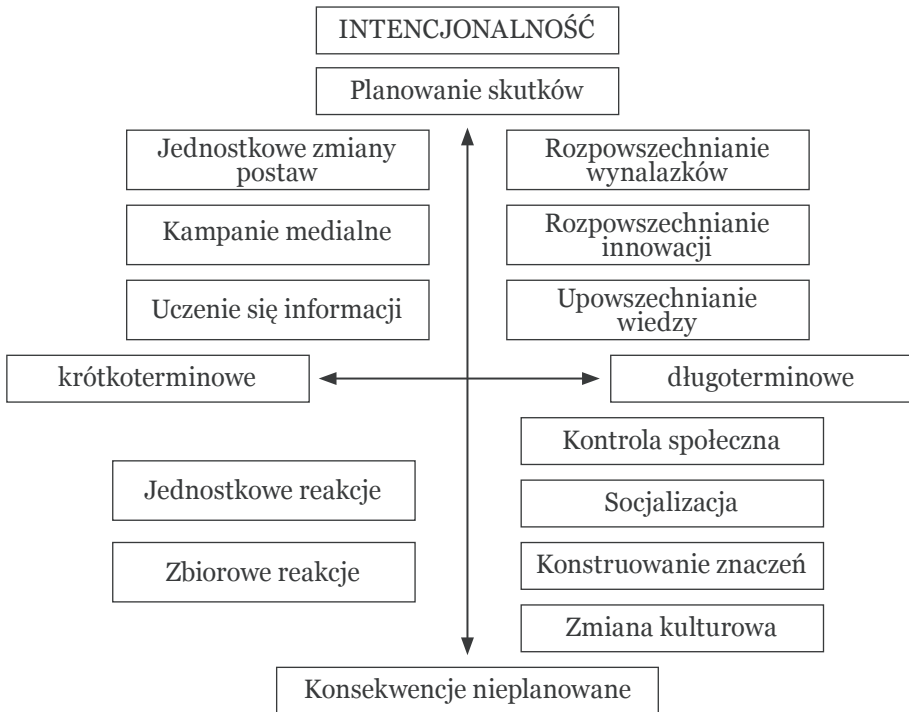 INTENCJONALNOŚĆ
Planowanie skutków
Jednostkowe zmiany
postaw
Rozpowszechnianie
wynalazków
Kampanie medialne
Rozpowszechnianie
innowacji
Uczenie się informacji
Upowszechnianie
wiedzy
krótkoterminowe
długoterminowe
Kontrola społeczna
Jednostkowe reakcje
Socjalizacja
Zbiorowe reakcje
Konstruowanie znaczeń
Zmiana kulturowa
Konsekwencje nieplanowane